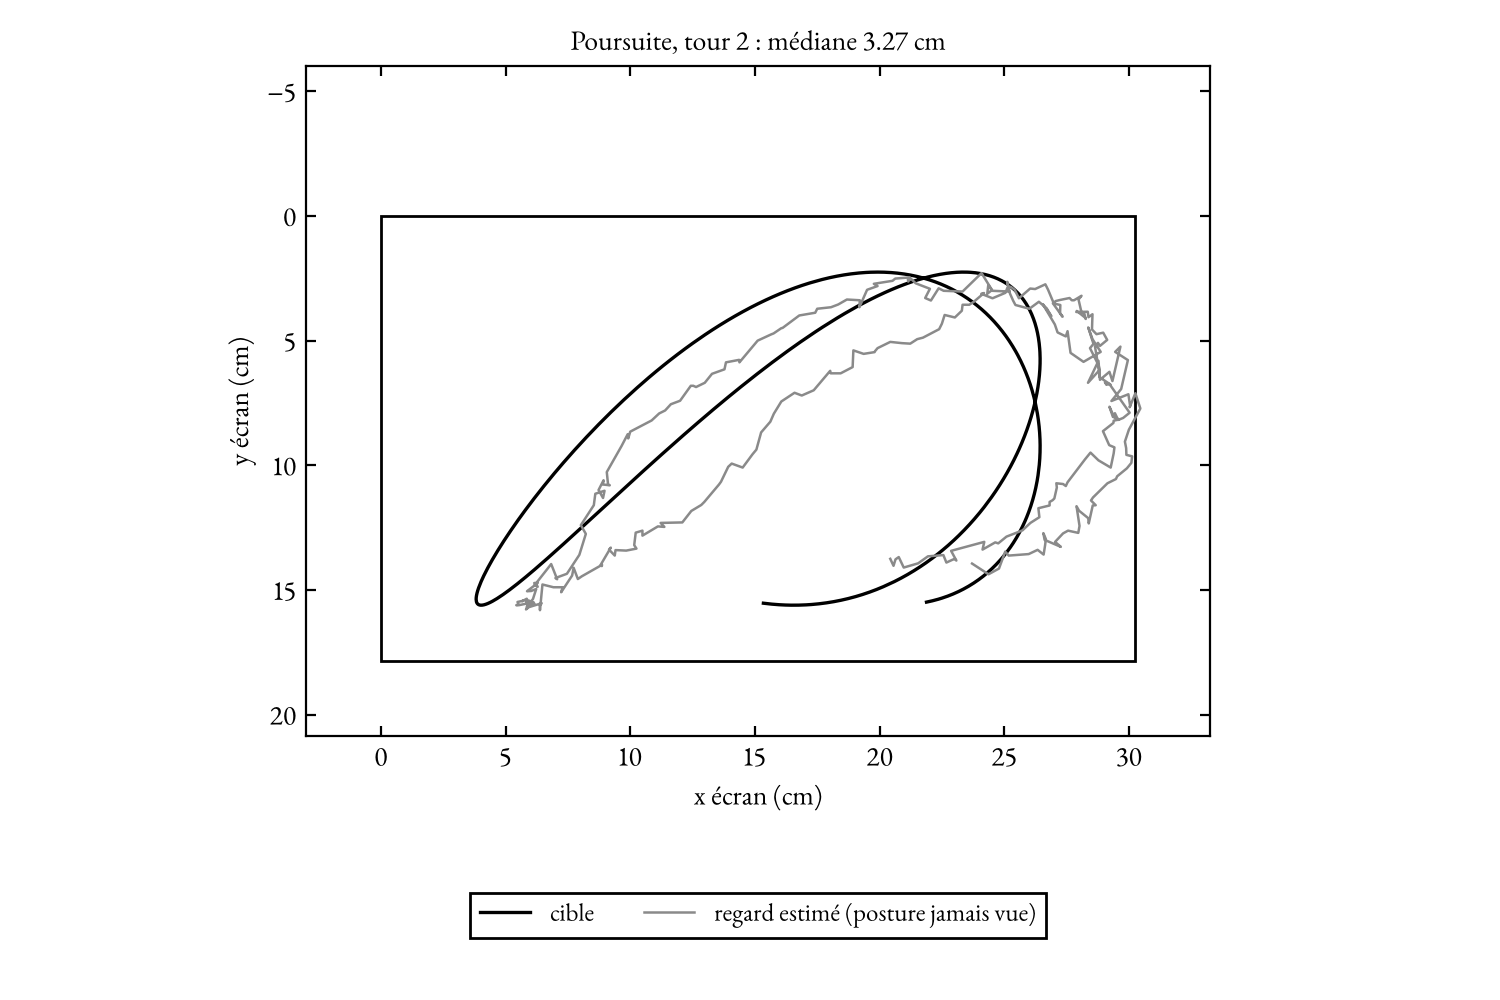 Poursuite, tour 2 : médiane 3.27 cm
−5
0
5
10
15
20
y écran (cm)
0 5 10 15 20 25 30
x écran (cm)
cible regard estimé (posture jamais vue)